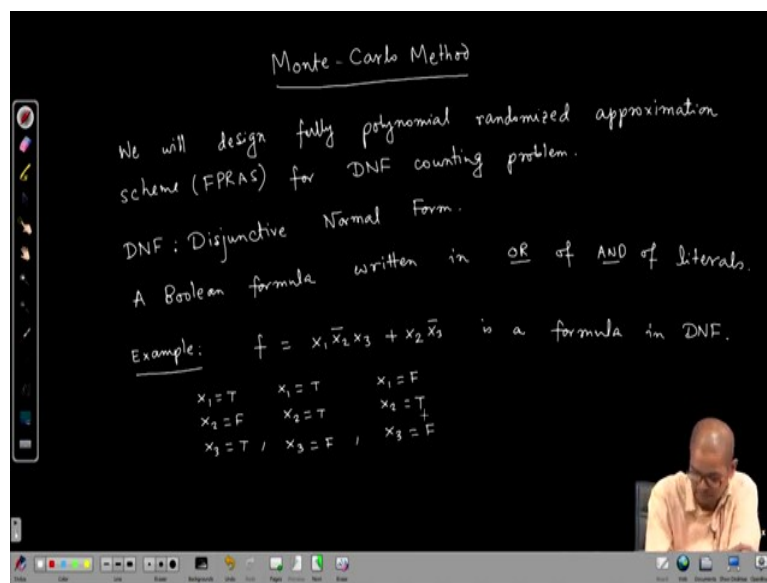 Monte-Carlo Method
We will design fully polynomial randomized approximation
scheme (FPRAS) for DNF counting problem.
DNF: Disjunctive Normal Form.
A Boolean formula written in OR of AND of literals.
Example: f = x₁ x̄₂ x₃ + x₂ x̄₃ is a formula in DNF.
x₁ = T x₁ = T x₁ = F
x₂ = F x₂ = T x₂ = T
x₃ = T , x₃ = F , x₃ = F